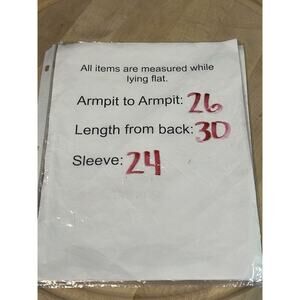 All items are measured while
lying flat.
Armpit to Armpit: 26
Length from back: 30
Sleeve: 24